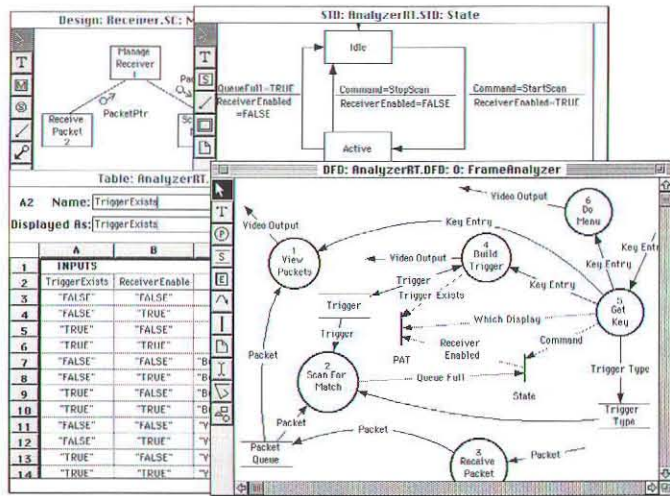 Design: Receiver.SC: M
Manage
Receiver
1
PacketPtr
Receive
Packet
2
STD: AnalyzerRT.STD: State
Idle
QueueFull=TRUE
ReceiverEnabled
=FALSE
Command=StopScan
ReceiverEnabled=FALSE
Command=StartScan
ReceiverEnabled=TRUE
Active
Table: AnalyzerRT.
A2 Name: TriggerExists
Displayed As: TriggerExists
A B
1 INPUTS
2 TriggerExists ReceiverEnable
3 "FALSE" "FALSE"
4 "FALSE" "TRUE"
5 "TRUE" "FALSE"
6 "TRUE" "TRUE"
7 "FALSE" "FALSE"
8 "FALSE" "TRUE"
9 "TRUE" "FALSE"
10 "TRUE" "TRUE"
11 "FALSE" "FALSE"
12 "FALSE" "TRUE"
13 "TRUE" "FALSE"
14 "TRUE" "TRUE"
DFD: AnalyzerRT.DFD: 0: FrameAnalyzer
Video Output
6
Do
Menu
Key Entry
Video Output
1
View
Packets
Video Output
4
Build
Trigger
Key Entry
Key Entry
Trigger
Trigger Exists
Key Entry
5
Get
Key
Trigger
Which Display
Trigger
Receiver
Enabled
Command
PAT
Packet
2
Scan For
Match
Queue Full
State
Trigger Type
Packet
Trigger
Type
Packet
Queue
Packet
3
Receive
Packet
Packet